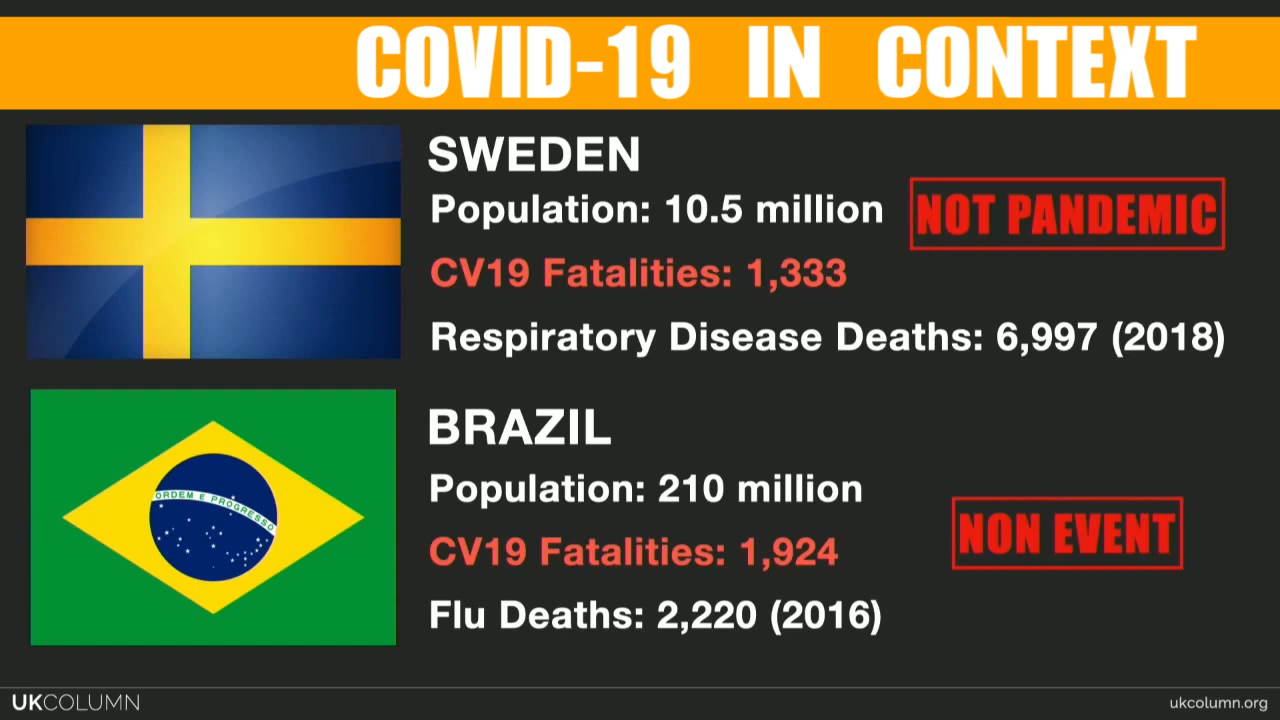 COVID-19 IN CONTEXT
SWEDEN
Population: 10.5 million
NOT PANDEMIC
CV19 Fatalities: 1,333
Respiratory Disease Deaths: 6,997 (2018)
ORDEM E PROGRESSO
BRAZIL
Population: 210 million
NON EVENT
CV19 Fatalities: 1,924
Flu Deaths: 2,220 (2016)
UKCOLUMN
ukcolumn.org